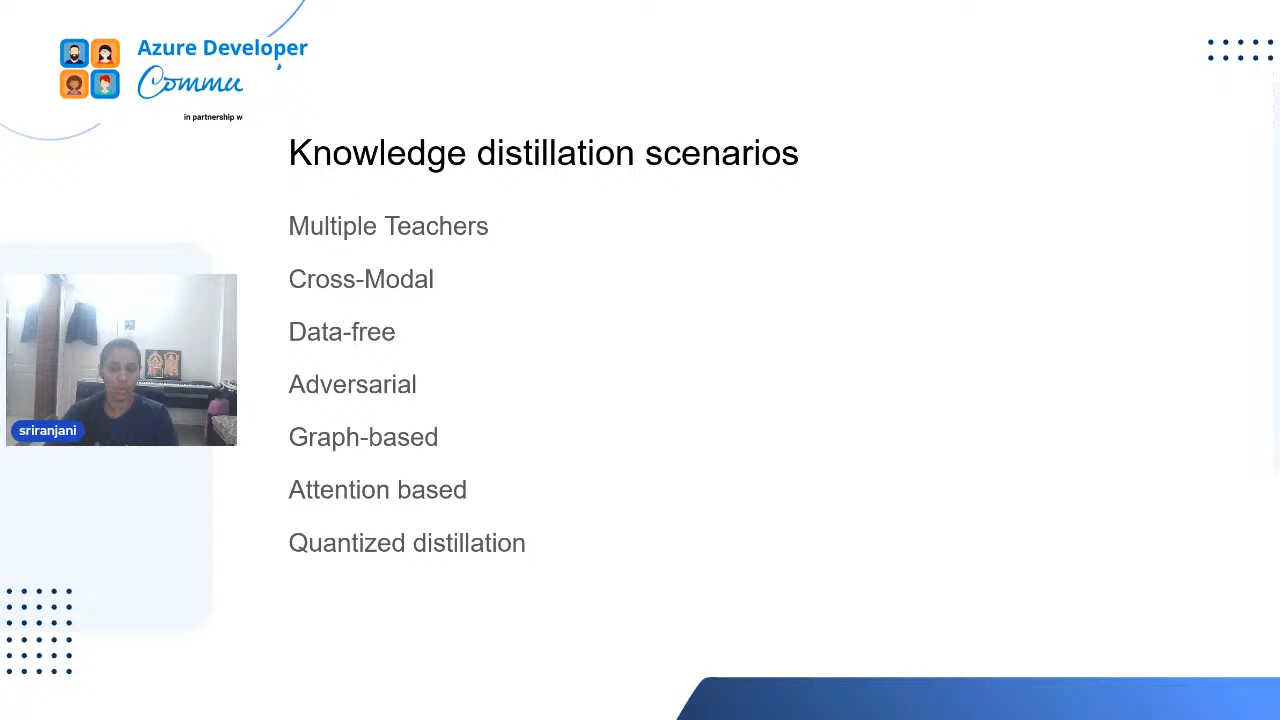 Azure Developer
Commu
in partnership w
Knowledge distillation scenarios
Multiple Teachers
Cross-Modal
Data-free
Adversarial
Graph-based
Attention based
Quantized distillation
sriranjani